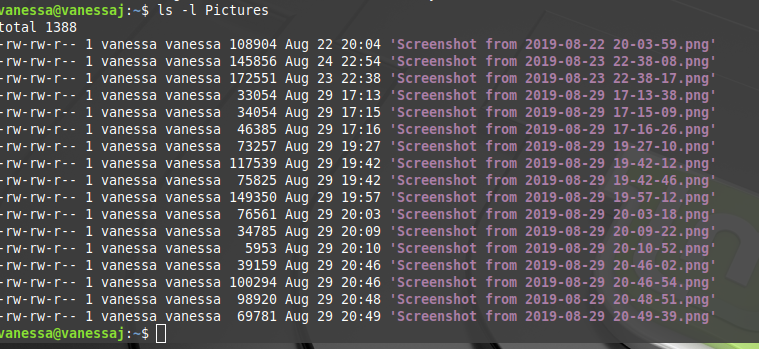 vanessa@vanessaj:~$ ls -l Pictures
total 1388
-rw-rw-r-- 1 vanessa vanessa 108904 Aug 22 20:04 'Screenshot from 2019-08-22 20-03-59.png'
-rw-rw-r-- 1 vanessa vanessa 145856 Aug 24 22:54 'Screenshot from 2019-08-23 22-38-08.png'
-rw-rw-r-- 1 vanessa vanessa 172551 Aug 23 22:38 'Screenshot from 2019-08-23 22-38-17.png'
-rw-rw-r-- 1 vanessa vanessa  33054 Aug 29 17:13 'Screenshot from 2019-08-29 17-13-38.png'
-rw-rw-r-- 1 vanessa vanessa  34054 Aug 29 17:15 'Screenshot from 2019-08-29 17-15-09.png'
-rw-rw-r-- 1 vanessa vanessa  46385 Aug 29 17:16 'Screenshot from 2019-08-29 17-16-26.png'
-rw-rw-r-- 1 vanessa vanessa  73257 Aug 29 19:27 'Screenshot from 2019-08-29 19-27-10.png'
-rw-rw-r-- 1 vanessa vanessa 117539 Aug 29 19:42 'Screenshot from 2019-08-29 19-42-12.png'
-rw-rw-r-- 1 vanessa vanessa  75825 Aug 29 19:42 'Screenshot from 2019-08-29 19-42-46.png'
-rw-rw-r-- 1 vanessa vanessa 149350 Aug 29 19:57 'Screenshot from 2019-08-29 19-57-12.png'
-rw-rw-r-- 1 vanessa vanessa  76561 Aug 29 20:03 'Screenshot from 2019-08-29 20-03-18.png'
-rw-rw-r-- 1 vanessa vanessa  34785 Aug 29 20:09 'Screenshot from 2019-08-29 20-09-22.png'
-rw-rw-r-- 1 vanessa vanessa   5953 Aug 29 20:10 'Screenshot from 2019-08-29 20-10-52.png'
-rw-rw-r-- 1 vanessa vanessa  39159 Aug 29 20:46 'Screenshot from 2019-08-29 20-46-02.png'
-rw-rw-r-- 1 vanessa vanessa 100294 Aug 29 20:46 'Screenshot from 2019-08-29 20-46-54.png'
-rw-rw-r-- 1 vanessa vanessa  98920 Aug 29 20:48 'Screenshot from 2019-08-29 20-48-51.png'
-rw-rw-r-- 1 vanessa vanessa  69781 Aug 29 20:49 'Screenshot from 2019-08-29 20-49-39.png'
vanessa@vanessaj:~$